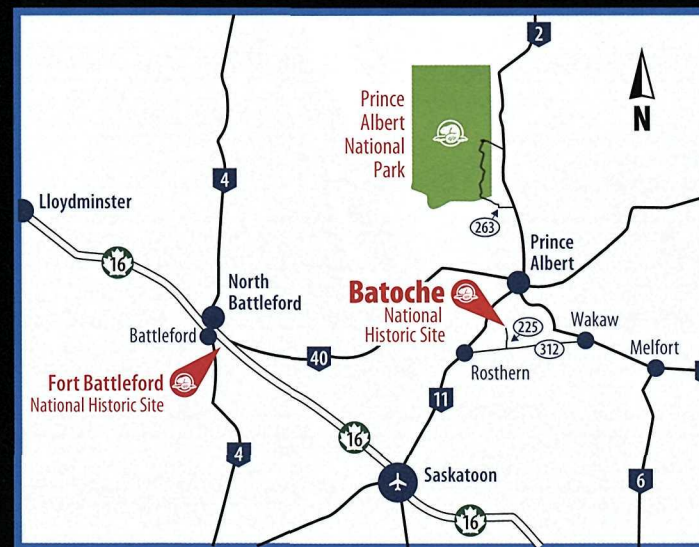 2
Prince
Albert
National
Park
N
4
Lloydminster
263
16
Prince
Albert
North
Battleford
Batoche
National
Historic Site
225
Wakaw
Battleford
312
Melfort
40
Rosthern
Fort Battleford
National Historic Site
11
16
4
Saskatoon
6
16